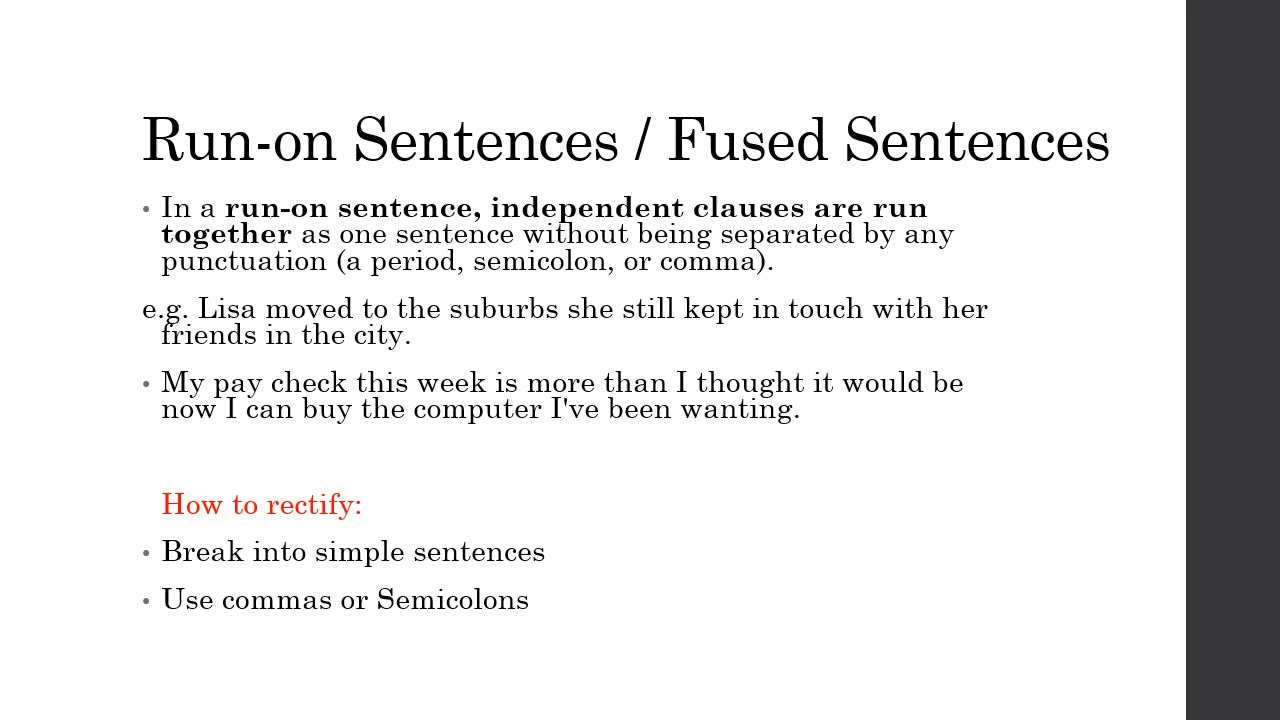 Run-on Sentences / Fused Sentences
• In a run-on sentence, independent clauses are run
together as one sentence without being separated by any
punctuation (a period, semicolon, or comma).
e.g. Lisa moved to the suburbs she still kept in touch with her
friends in the city.
• My pay check this week is more than I thought it would be
now I can buy the computer I've been wanting.
How to rectify:
• Break into simple sentences
• Use commas or Semicolons